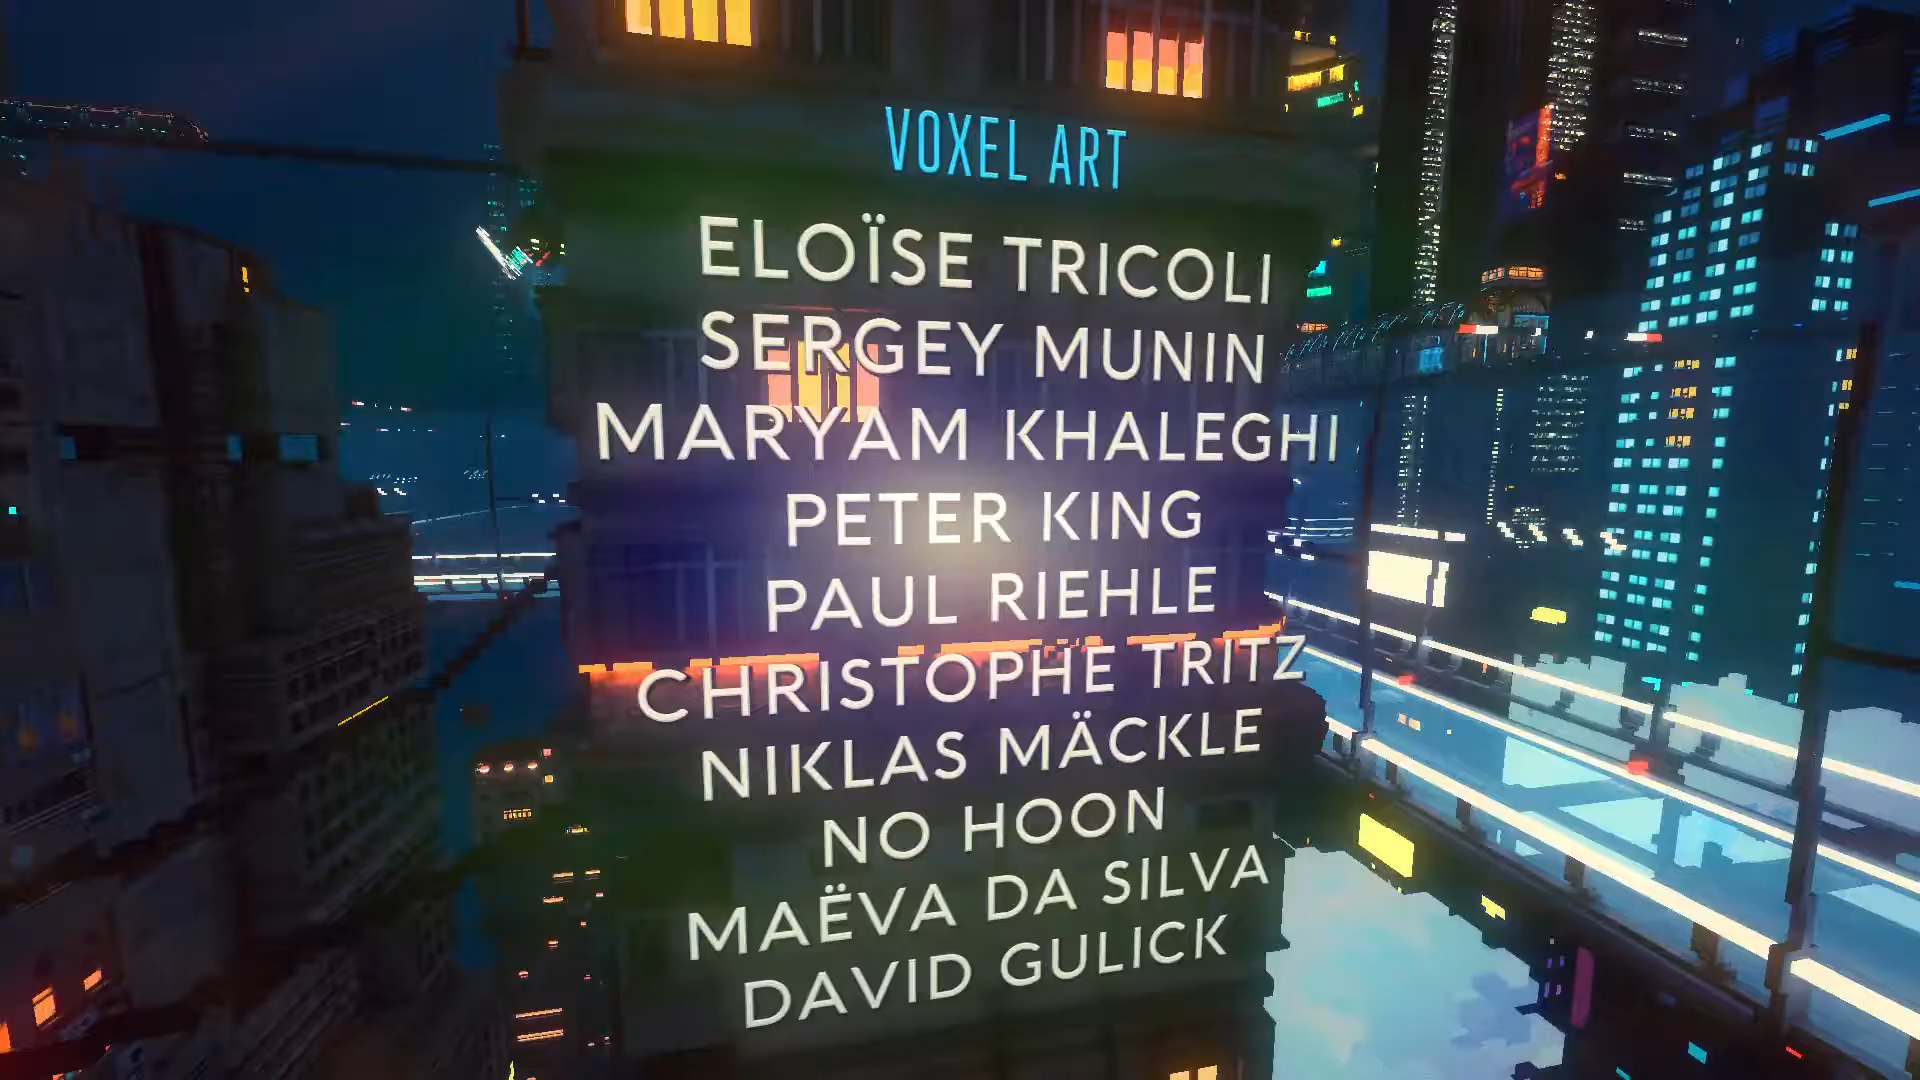 VOXEL ART
ELOÏSE TRICOLI
SERGEY MUNIN
MARYAM KHALEGHI
PETER KING
PAUL RIEHLE
CHRISTOPHE TRITZ
NIKLAS MÄCKLE
NO HOON
MAËVA DA SILVA
DAVID GULICK